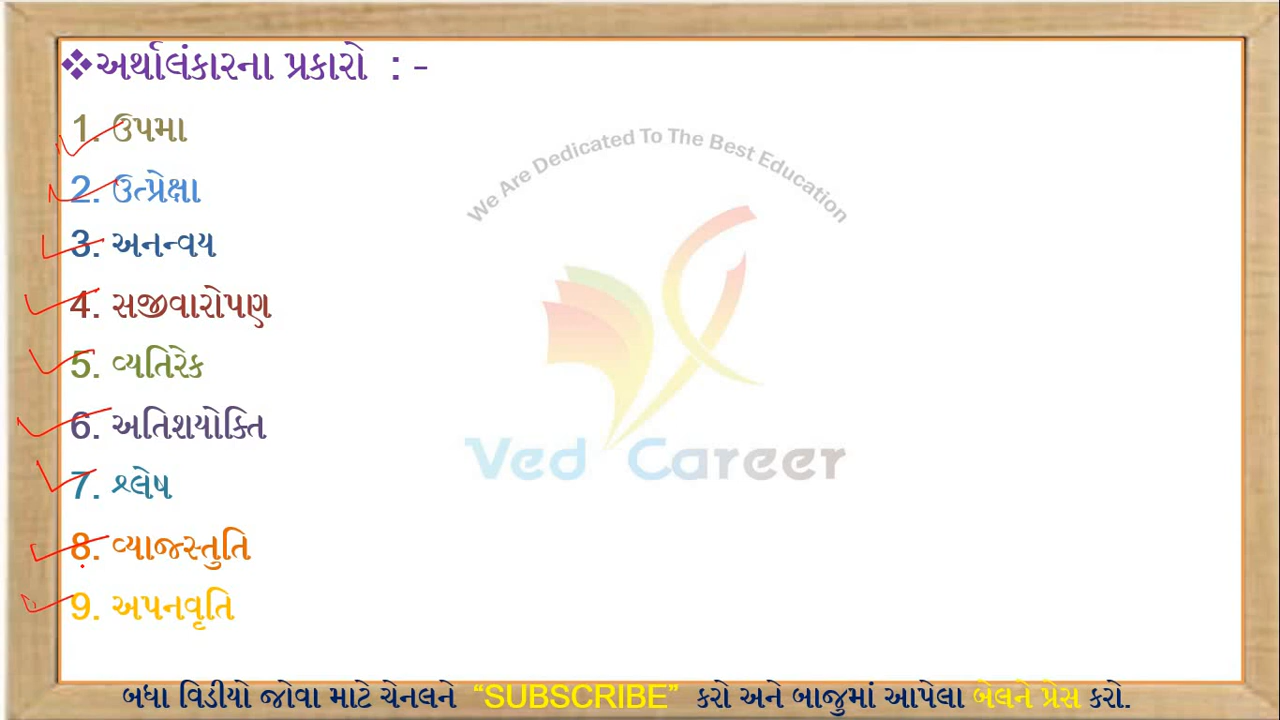 ❖અર્થાલંકારના પ્રકારો : -
1. ઉપમા
2. ઉત્પ્રેક્ષા
3. અનન્વય
4. સજીવારોપણ
5. વ્યતિરેક
6. અતિશયોક્તિ
7. શ્લેષ
8. વ્યાજસ્તુતિ
9. અપનવૃતિ
We Are Dedicated To The Best Education
Ved Career
બધા વિડીયો જોવા માટે ચેનલને “SUBSCRIBE” કરો અને બાજુમાં આપેલા બેલને પ્રેસ કરો.